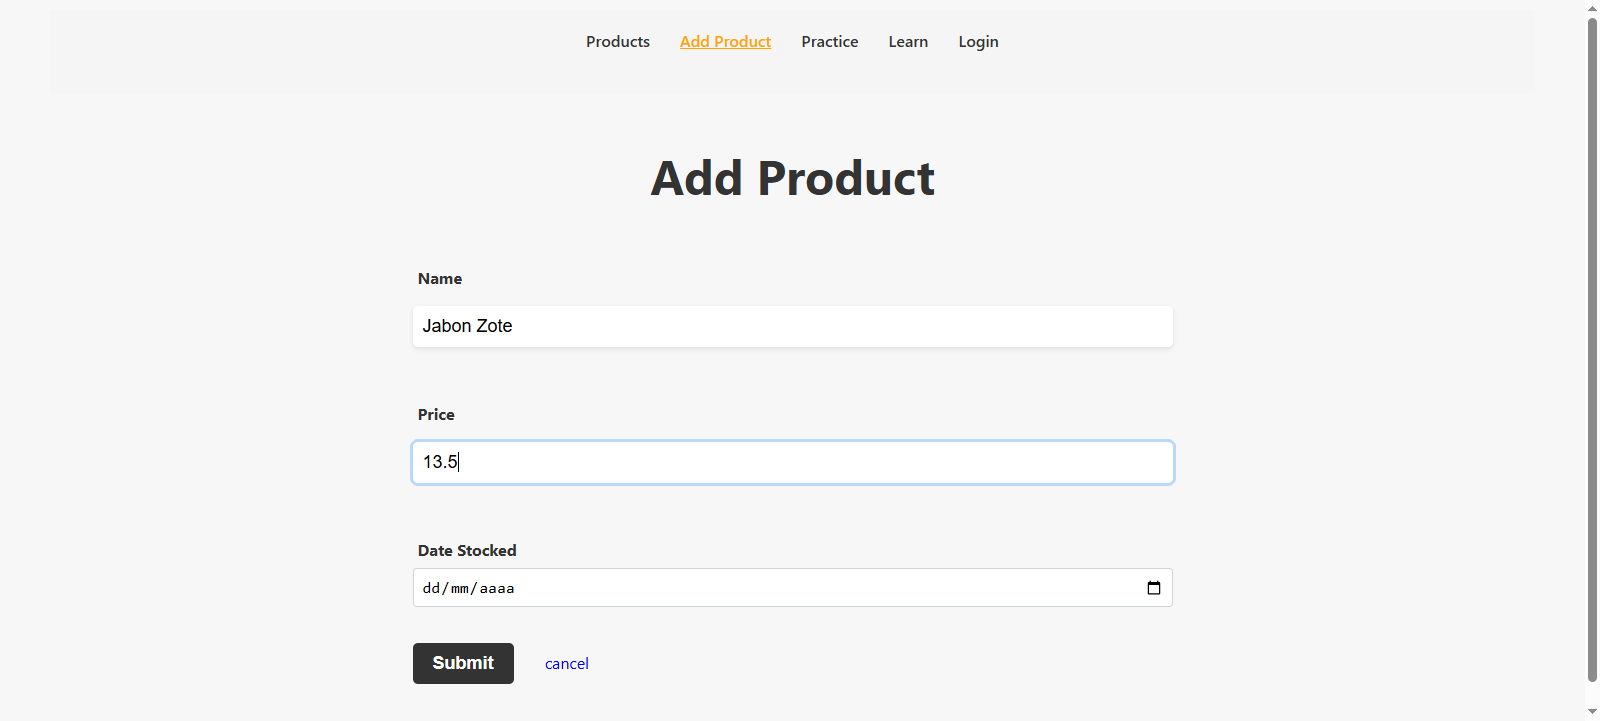 Products Add Product Practice Learn Login
Add Product
Name
Jabon Zote
Price
13.5
Date Stocked
dd/mm/aaaa
Submit cancel